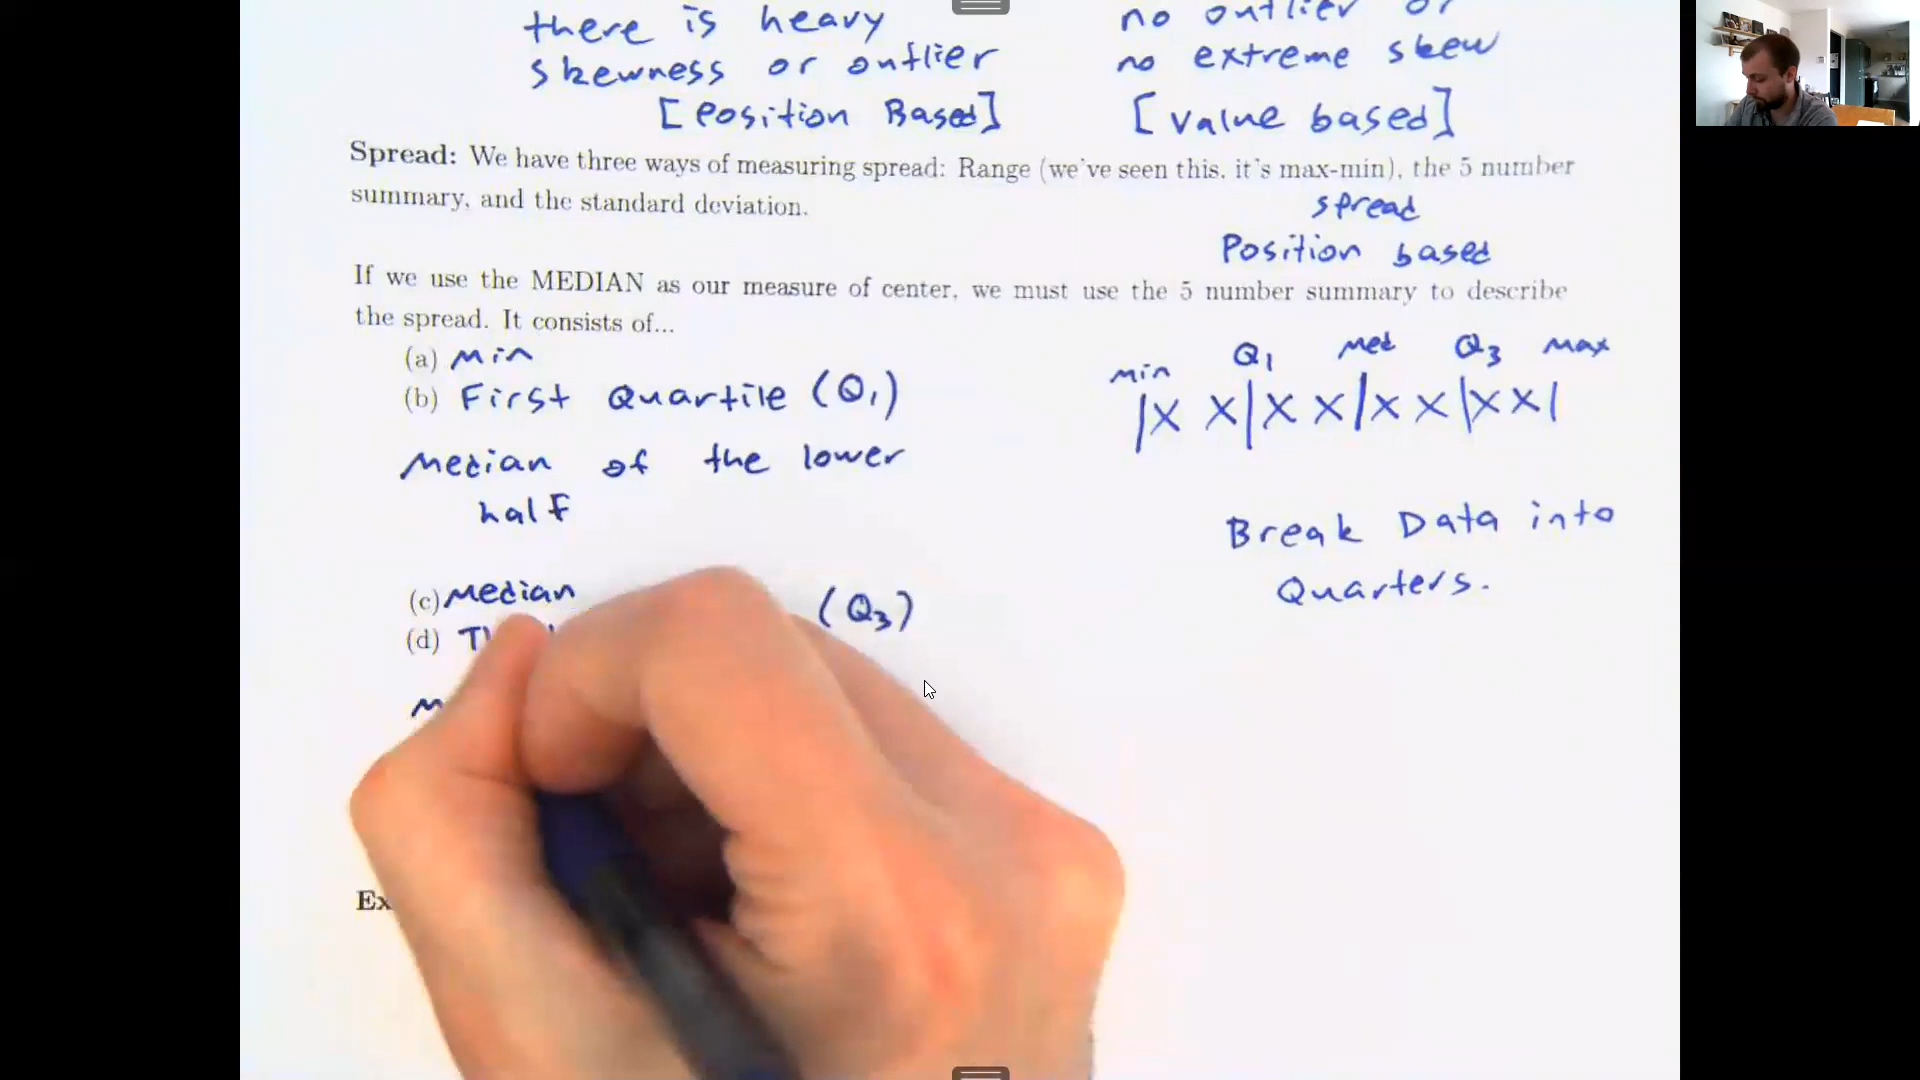 there is heavy
skewness or outlier
[Position Based]
no outlier or
no extreme skew
[value based]
Spread: We have three ways of measuring spread: Range (we've seen this, it's max-min), the 5 number
summary, and the standard deviation.
spread
Position based
If we use the MEDIAN as our measure of center, we must use the 5 number summary to describe
the spread. It consists of...
(a) Min
(b) First Quartile (Q1)
Median of the lower
half
min Q1 Med Q3 max
|X X|X X|X X|X X|
Break Data into
Quarters.
(c) Median
(d) (Q3)